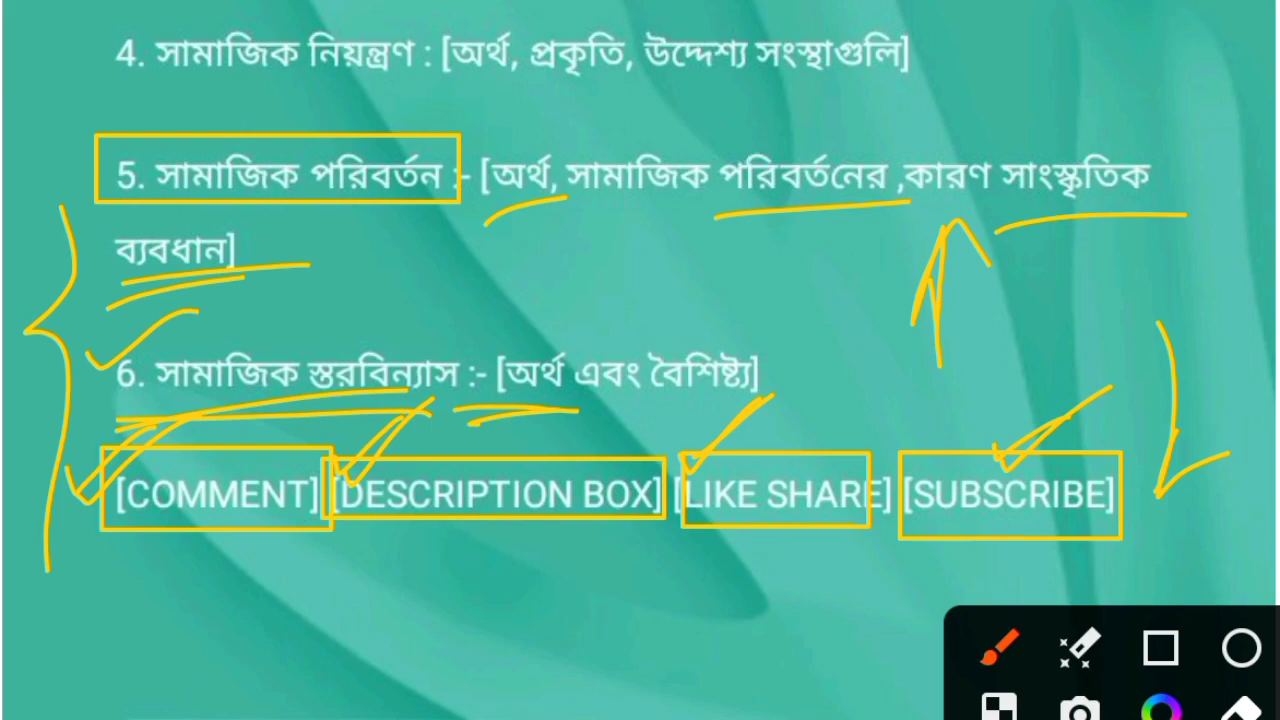 4. সামাজিক নিয়ন্ত্রণ : [অর্থ, প্রকৃতি, উদ্দেশ্য সংস্থাগুলি]
5. সামাজিক পরিবর্তন :- [অর্থ, সামাজিক পরিবর্তনের ,কারণ সাংস্কৃতিক
ব্যবধান]
6. সামাজিক স্তরবিন্যাস :- [অর্থ এবং বৈশিষ্ট্য]
[COMMENT] [DESCRIPTION BOX] [LIKE SHARE] [SUBSCRIBE]